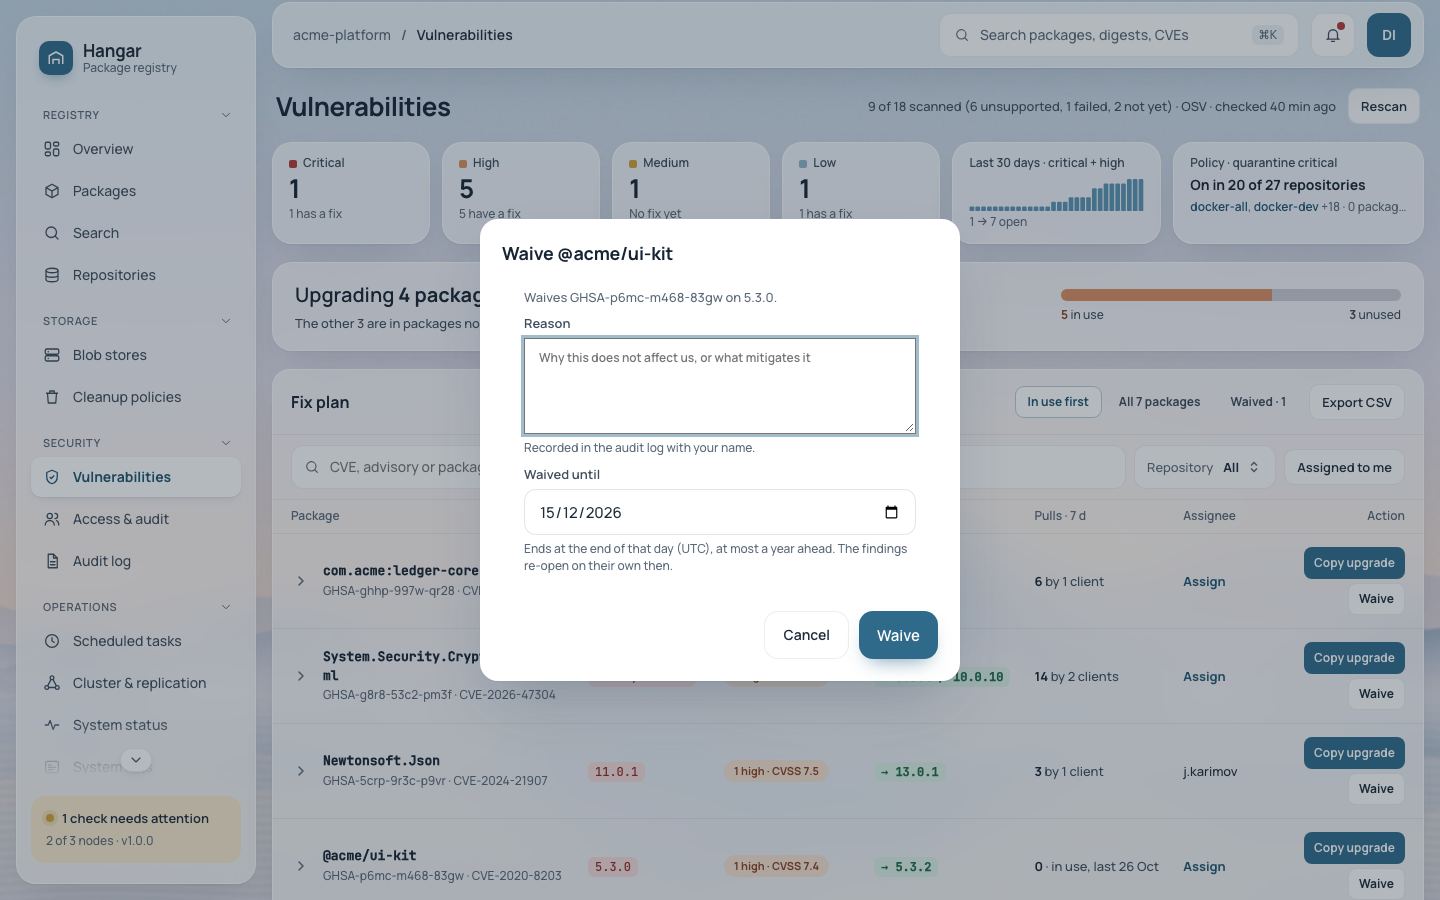 Hangar
Package registry
REGISTRY
Overview
Packages
Search
Repositories
STORAGE
Blob stores
Cleanup policies
SECURITY
Vulnerabilities
Access & audit
Audit log
OPERATIONS
Scheduled tasks
Cluster & replication
System status
1 check needs attention
2 of 3 nodes · v1.0.0
acme-platform / Vulnerabilities
Search packages, digests, CVEs ⌘K
DI
Vulnerabilities
9 of 18 scanned (6 unsupported, 1 failed, 2 not yet) · OSV · checked 40 min ago
Rescan
Critical
1
1 has a fix
High
5
5 have a fix
Medium
1
No fix yet
Low
1
1 has a fix
Last 30 days · critical + high
1 → 7 open
Policy · quarantine critical
On in 20 of 27 repositories
docker-all, docker-dev +18 · 0 packag…
Upgrading 4 packag
The other 3 are in packages no
5 in use
3 unused
Fix plan
In use first
All 7 packages
Waived · 1
Export CSV
CVE, advisory or packag
Repository All
Assigned to me
Package
Pulls · 7 d
Assignee
Action
com.acme:ledger-core
GHSA-ghhp-997w-qr28 · CV
6 by 1 client
Assign
Copy upgrade
Waive
System.Security.Cryp
ml
GHSA-g8r8-53c2-pm3f · CVE-2026-47304
10.0.10
14 by 2 clients
Assign
Copy upgrade
Waive
Newtonsoft.Json
GHSA-5crp-9r3c-p9vr · CVE-2024-21907
11.0.1
1 high · CVSS 7.5
→ 13.0.1
3 by 1 client
j.karimov
Copy upgrade
Waive
@acme/ui-kit
GHSA-p6mc-m468-83gw · CVE-2020-8203
5.3.0
1 high · CVSS 7.4
→ 5.3.2
0 · in use, last 26 Oct
Assign
Copy upgrade
Waive
Waive @acme/ui-kit
Waives GHSA-p6mc-m468-83gw on 5.3.0.
Reason
Why this does not affect us, or what mitigates it
Recorded in the audit log with your name.
Waived until
15/12/2026
Ends at the end of that day (UTC), at most a year ahead. The findings
re-open on their own then.
Cancel
Waive